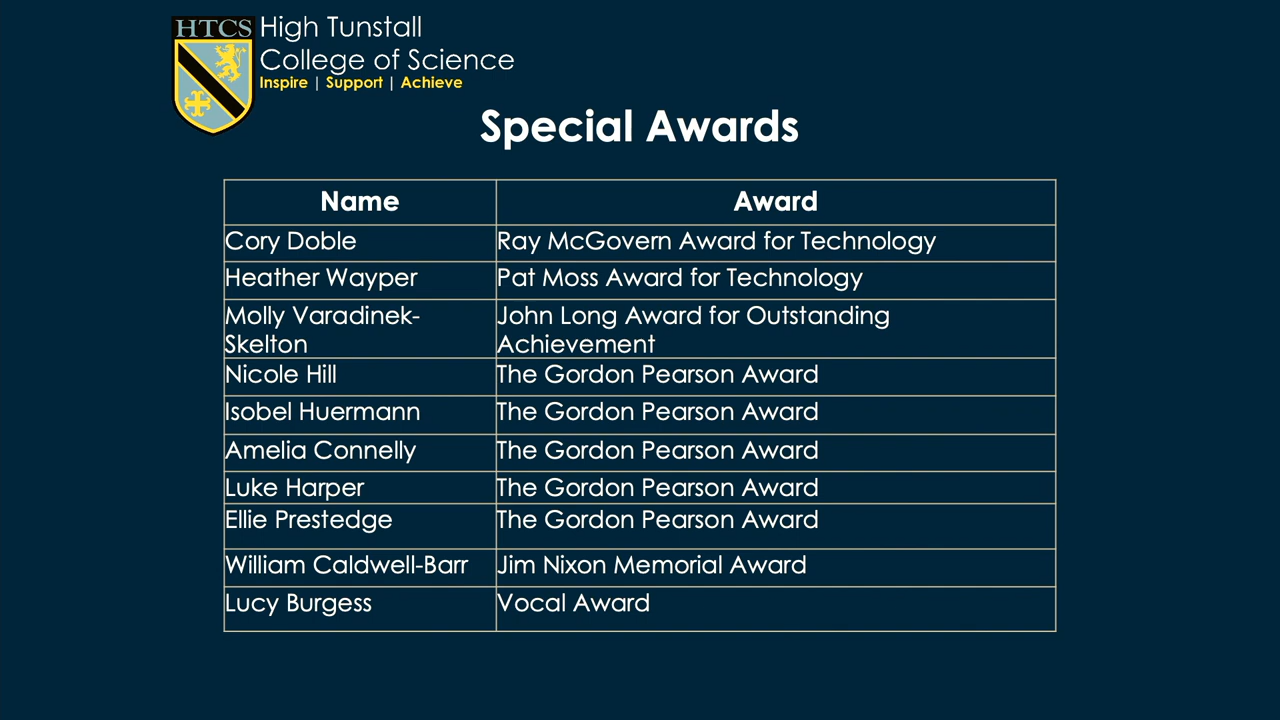 HTCS
High Tunstall
College of Science
Inspire | Support | Achieve
Special Awards
Name Award
Cory Doble Ray McGovern Award for Technology
Heather Wayper Pat Moss Award for Technology
Molly Varadinek- John Long Award for Outstanding
Skelton Achievement
Nicole Hill The Gordon Pearson Award
Isobel Huermann The Gordon Pearson Award
Amelia Connelly The Gordon Pearson Award
Luke Harper The Gordon Pearson Award
Ellie Prestedge The Gordon Pearson Award
William Caldwell-Barr Jim Nixon Memorial Award
Lucy Burgess Vocal Award